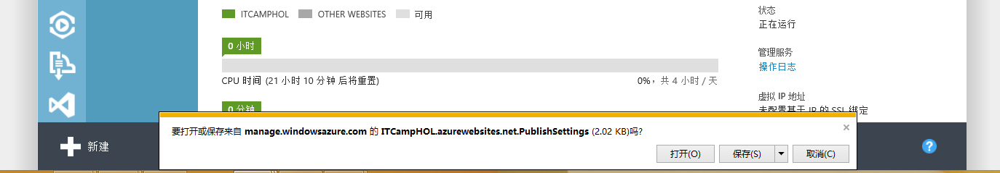 ITCAMPHOL OTHER WEBSITES 可用
0 小时
CPU 时间 (21 小时 10 分钟 后将重置) 0%，共 4 小时 / 天
0 分钟
状态
正在运行
管理服务
操作日志
虚拟 IP 地址
未配置基于 IP 的 SSL 绑定
要打开或保存来自 manage.windowsazure.com 的 ITCampHOL.azurewebsites.net.PublishSettings (2.02 KB)吗?
×
打开(O) 保存(S) 取消(C)
新建
?